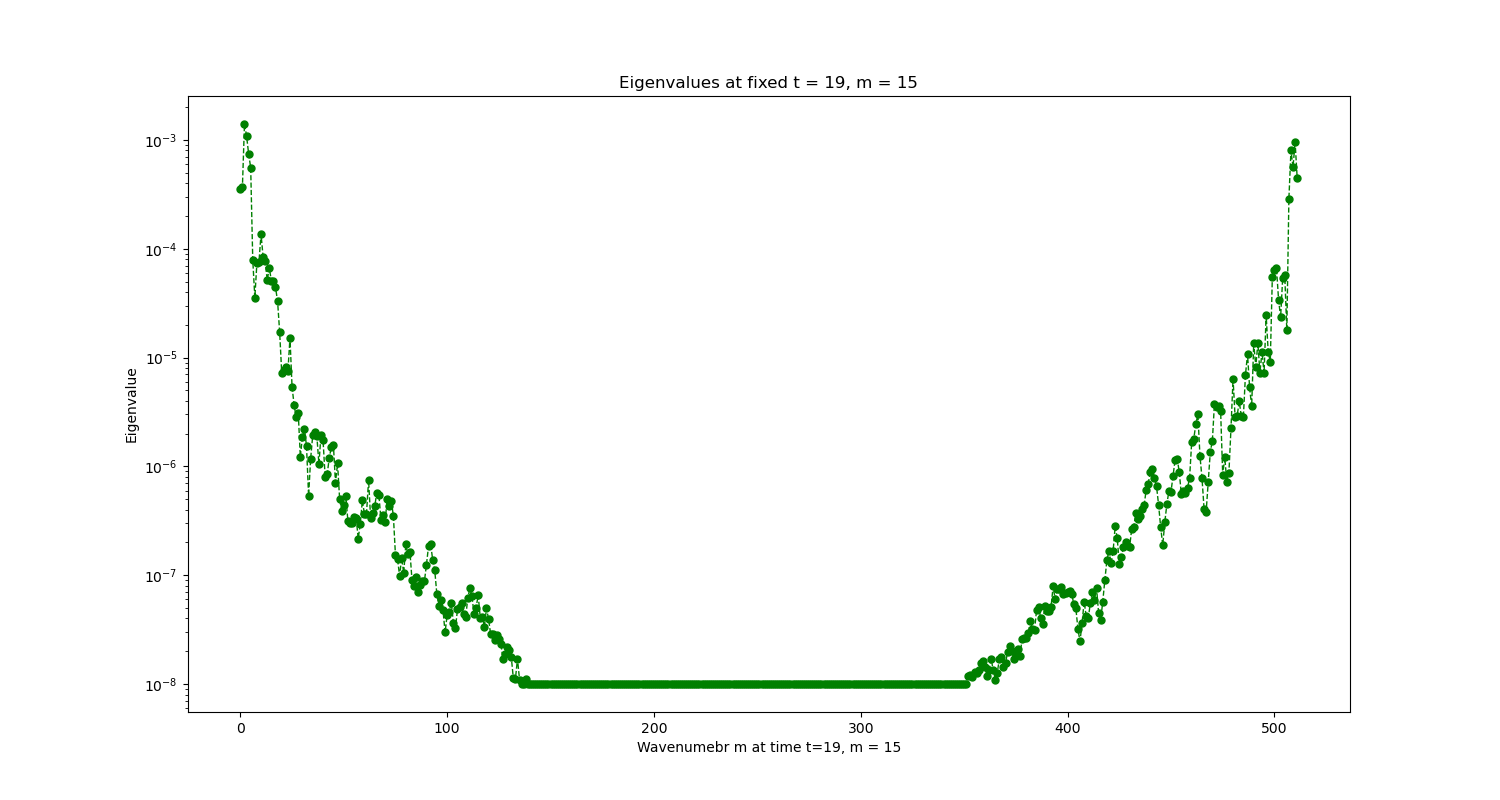 Eigenvalues at fixed t = 19, m = 15
Eigenvalue
10⁻³
10⁻⁴
10⁻⁵
10⁻⁶
10⁻⁷
10⁻⁸
0 100 200 300 400 500
Wavenumebr m at time t=19, m = 15